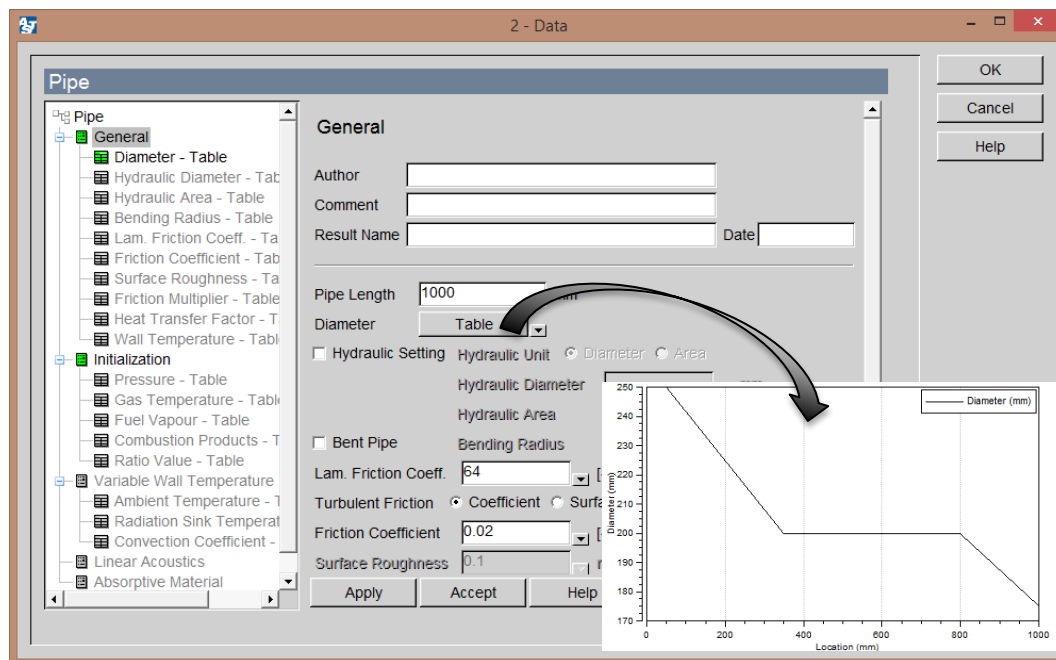 2 - Data
Pipe
OK
Cancel
Help
Pipe
General
Diameter - Table
Hydraulic Diameter - Tab
Hydraulic Area - Table
Bending Radius - Table
Lam. Friction Coeff. - Ta
Friction Coefficient - Tab
Surface Roughness - Ta
Friction Multiplier - Table
Heat Transfer Factor - T
Wall Temperature - Tabl
Initialization
Pressure - Table
Gas Temperature - Table
Fuel Vapour - Table
Combustion Products - T
Ratio Value - Table
Variable Wall Temperature
Ambient Temperature - T
Radiation Sink Temperat
Convection Coefficient -
Linear Acoustics
Absorptive Material
General
Author
Comment
Result Name Date
Pipe Length 1000
Diameter Table
Hydraulic Setting Hydraulic Unit Diameter Area
Hydraulic Diameter
Hydraulic Area
Bent Pipe Bending Radius
Lam. Friction Coeff. 64
Turbulent Friction Coefficient Surfa
Friction Coefficient 0.02
Surface Roughness 0.1
Apply Accept Help
Diameter (mm)
250
240
230
220
210
200
190
180
170
Diameter (mm)
0 200 400 600 800 1000
Location (mm)